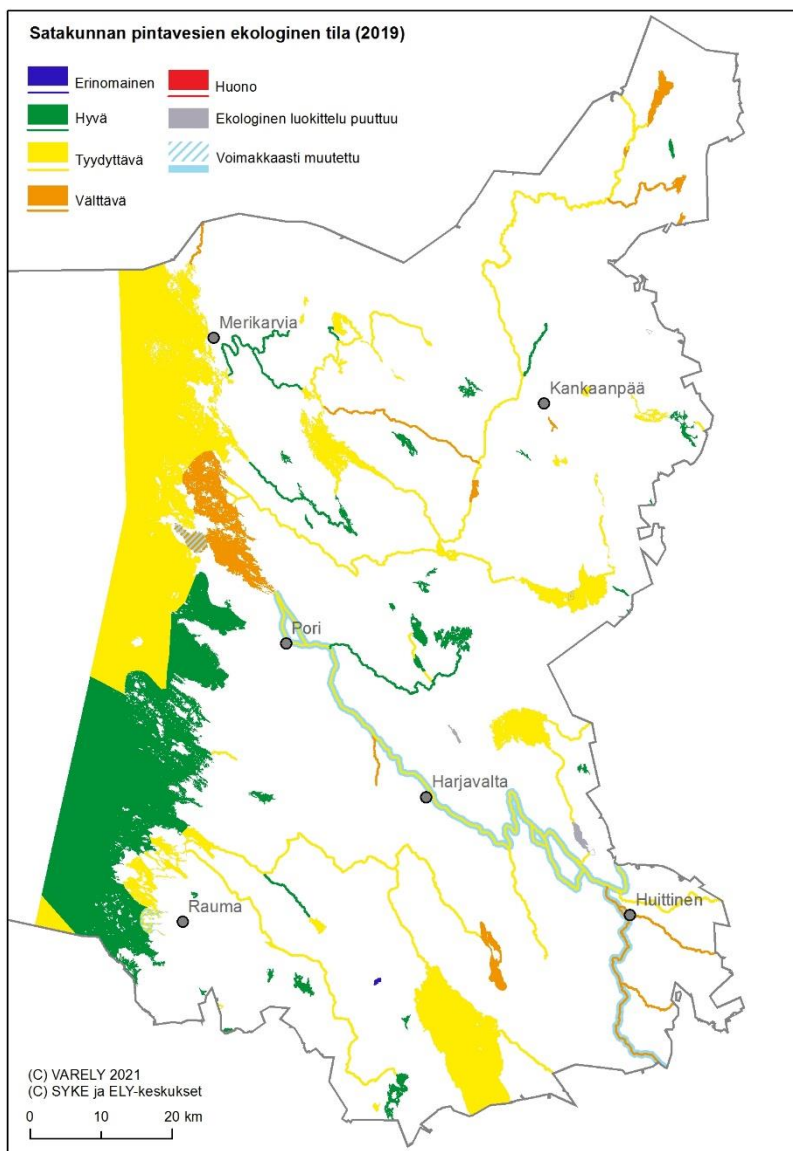 Satakunnan pintavesien ekologinen tila (2019)
Erinomainen
Hyvä
Tyydyttävä
Välttävä
Huono
Ekologinen luokittelu puuttuu
Voimakkaasti muutettu
Merikarvia
Kankaanpää
Pori
Harjavalta
Rauma
Huittinen
(C) VARELY 2021
(C) SYKE ja ELY-keskukset
0 10 20 km